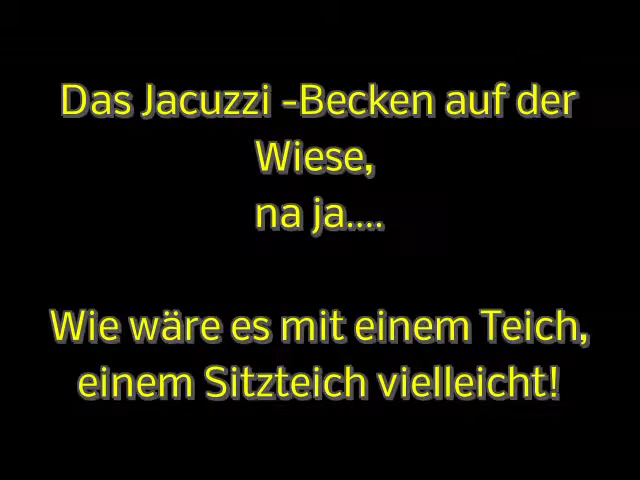 Das Jacuzzi -Becken auf der
Wiese,
na ja....
Wie wäre es mit einem Teich,
einem Sitzteich vielleicht!